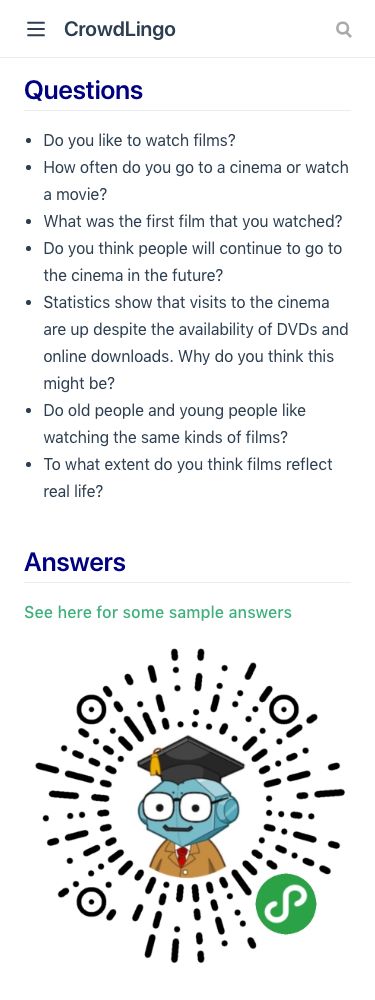 CrowdLingo
Questions
• Do you like to watch films?
• How often do you go to a cinema or watch
a movie?
• What was the first film that you watched?
• Do you think people will continue to go to
the cinema in the future?
• Statistics show that visits to the cinema
are up despite the availability of DVDs and
online downloads. Why do you think this
might be?
• Do old people and young people like
watching the same kinds of films?
• To what extent do you think films reflect
real life?
Answers
See here for some sample answers